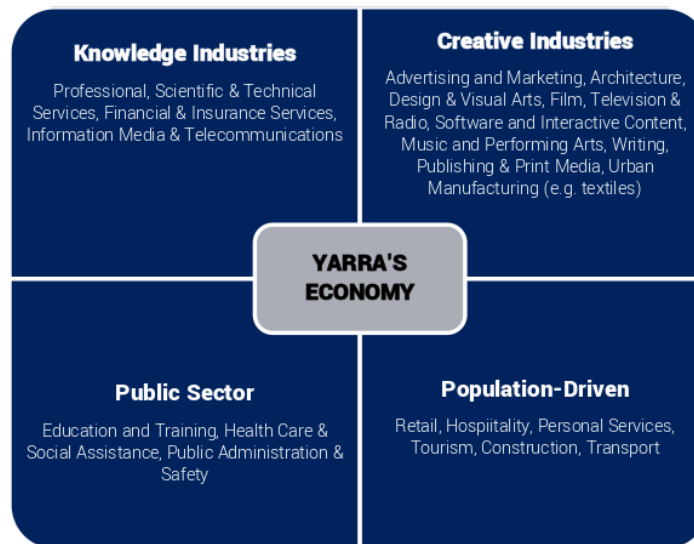 Knowledge Industries
Professional, Scientific & Technical
Services, Financial & Insurance Services,
Information Media & Telecommunications
Creative Industries
Advertising and Marketing, Architecture,
Design & Visual Arts, Film, Television &
Radio, Software and Interactive Content,
Music and Performing Arts, Writing,
Publishing & Print Media, Urban
Manufacturing (e.g. textiles)
YARRA'S
ECONOMY
Public Sector
Education and Training, Health Care &
Social Assistance, Public Administration &
Safety
Population-Driven
Retail, Hospiitality, Personal Services,
Tourism, Construction, Transport